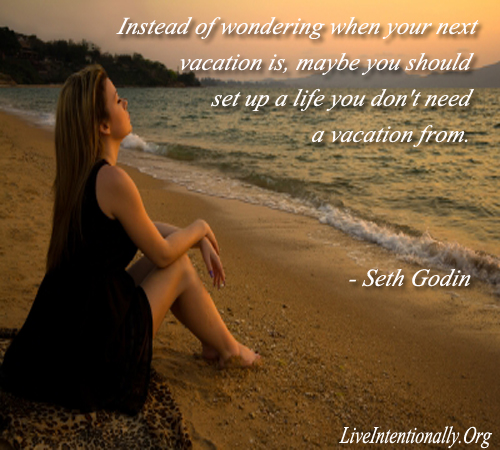 Instead of wondering when your next
vacation is, maybe you should
set up a life you don't need
a vacation from.
- Seth Godin
LiveIntentionally.Org